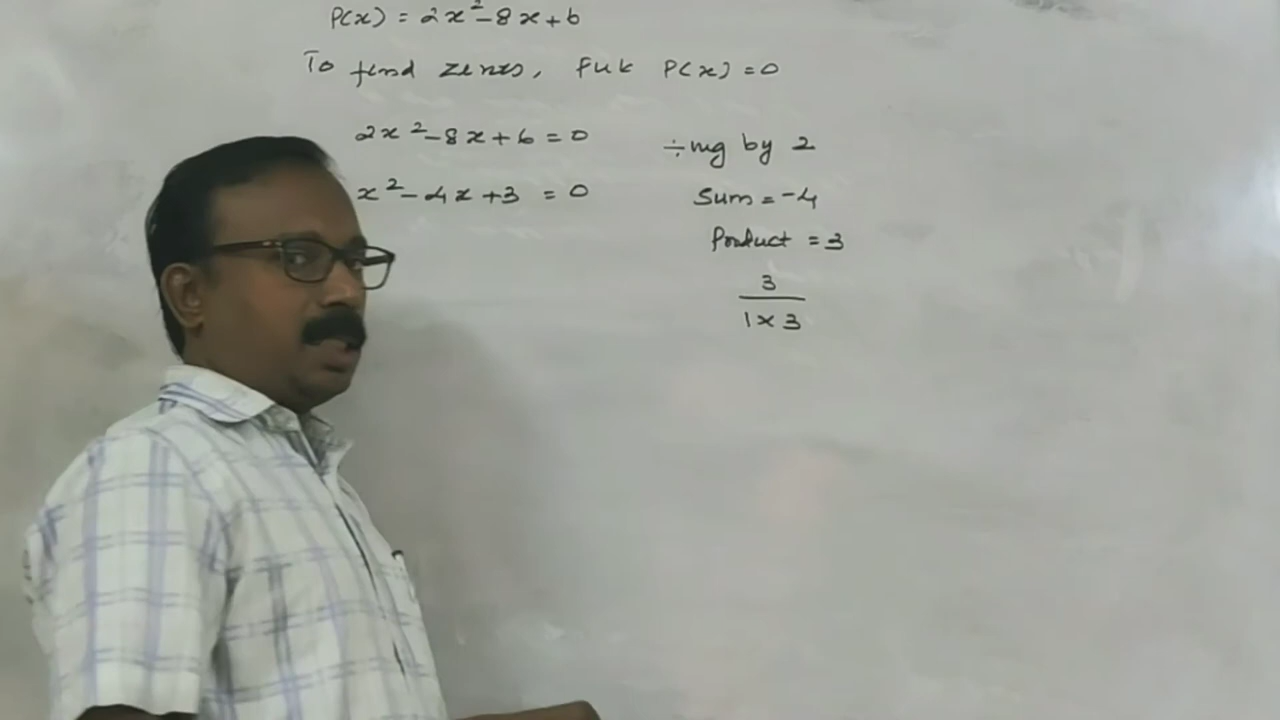 P(x) = 2x²-8x+6
To find zeros, Put P(x) = 0
2x²-8x+6 = 0
÷ing by 2
x²-4x+3 = 0
Sum = -4
Product = 3
3
1 x 3